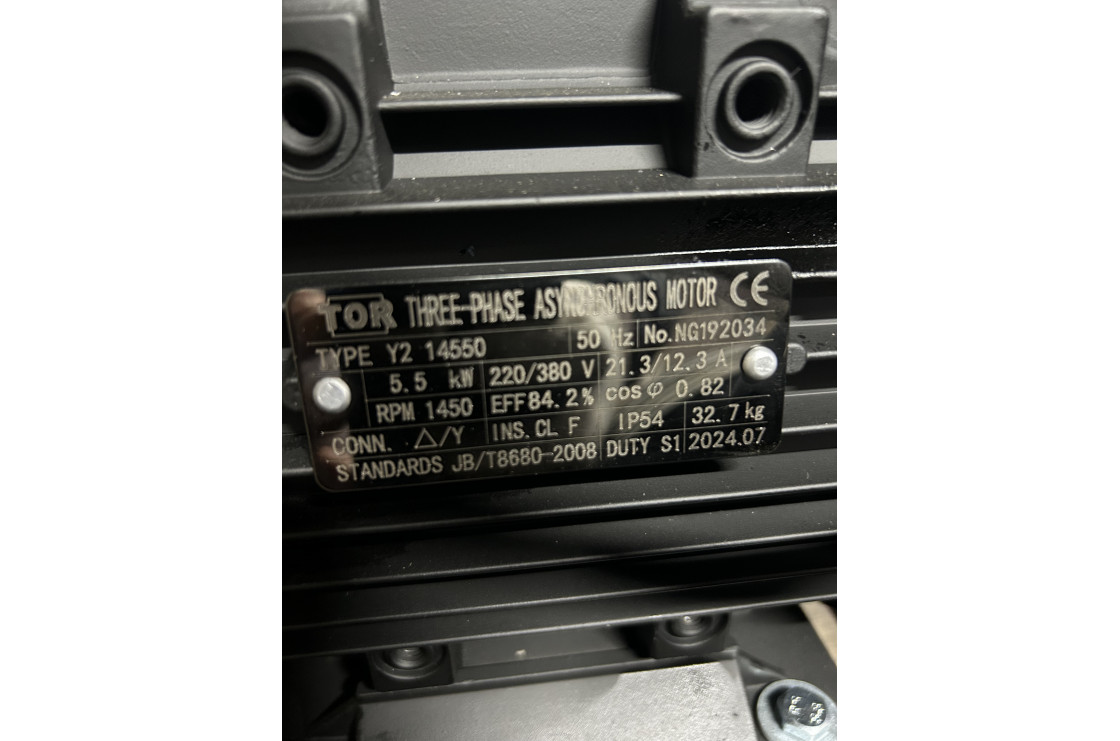 TOR THREE-PHASE ASYNCHRONOUS MOTOR CE
TYPE Y2 14550 50 Hz No.NG192034
5.5 kW 220/380 V 21.3/12.3 A
RPM 1450 EFF84.2% cosφ 0.82
CONN. △/Y INS.CL F IP54 32.7kg
STANDARDS JB/T8680-2008 DUTY S1 2024.07